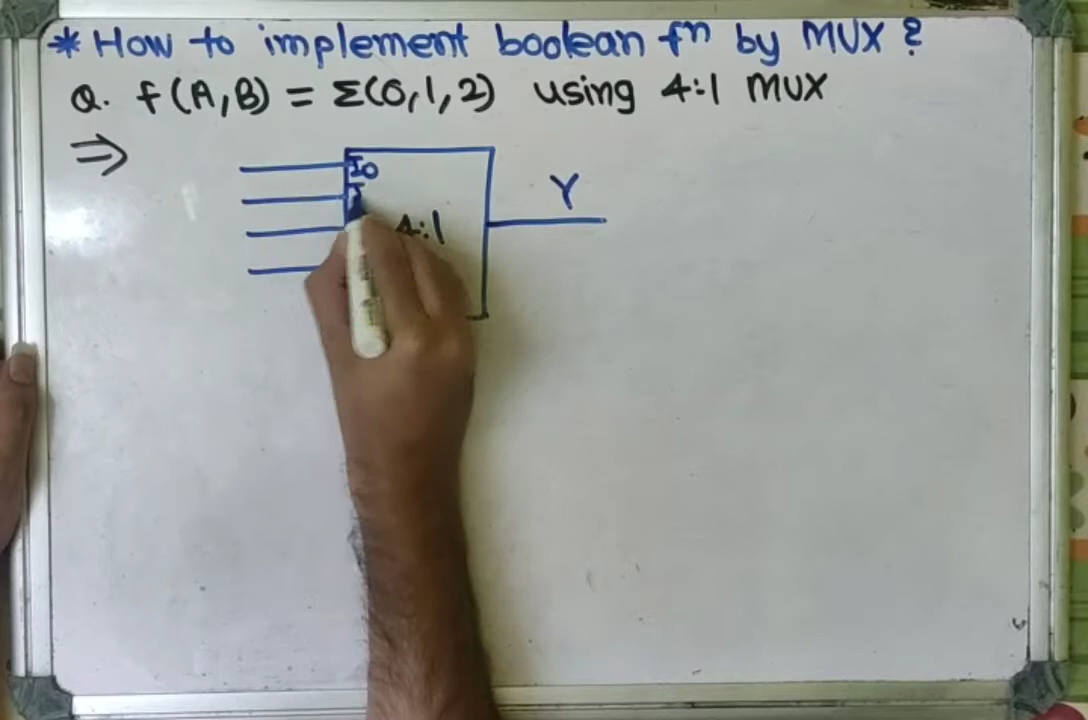 * How to implement boolean fⁿ by MUX ?
Q. f(A,B) = Σ(0,1,2) using 4:1 MUX
⇒
I0
Y
I
4:1